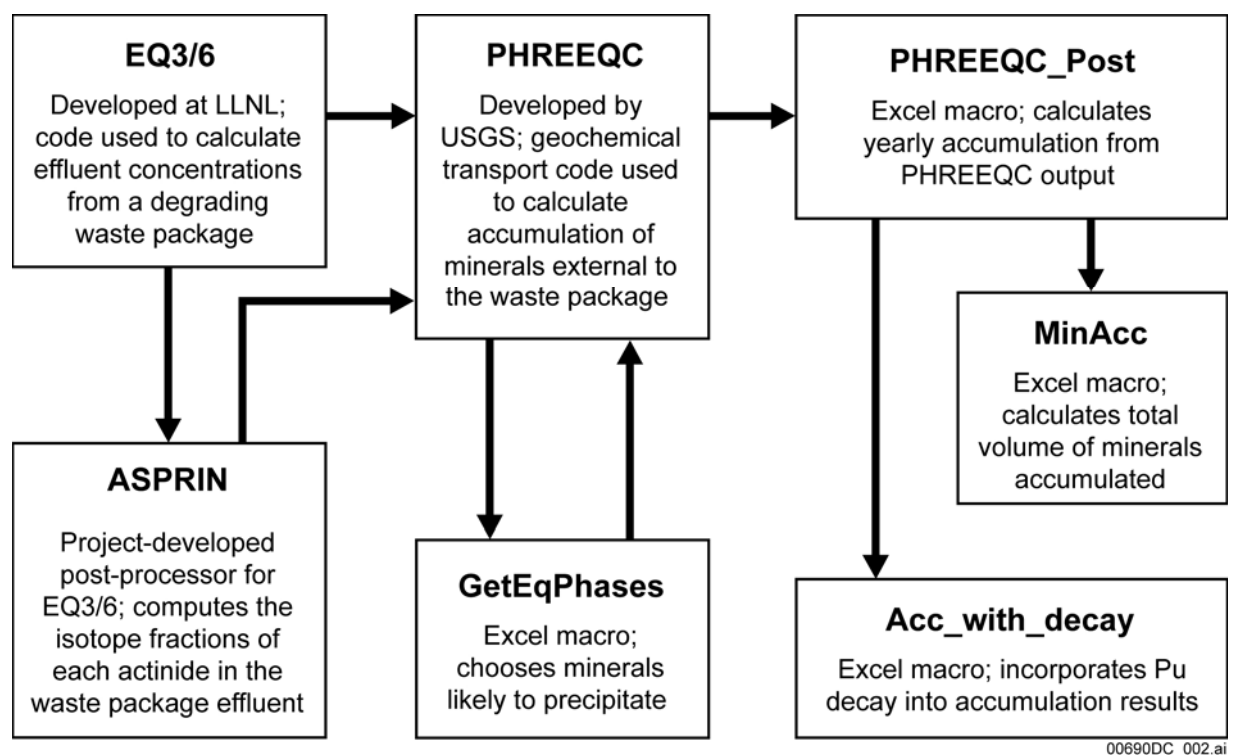 EQ3/6
Developed at LLNL;
code used to calculate
effluent concentrations
from a degrading
waste package
PHREEQC
Developed by
USGS; geochemical
transport code used
to calculate
accumulation of
minerals external to
the waste package
PHREEQC_Post
Excel macro; calculates
yearly accumulation from
PHREEQC output
MinAcc
Excel macro;
calculates total
volume of minerals
accumulated
ASPRIN
Project-developed
post-processor for
EQ3/6; computes the
isotope fractions of
each actinide in the
waste package effluent
GetEqPhases
Excel macro;
chooses minerals
likely to precipitate
Acc_with_decay
Excel macro; incorporates Pu
decay into accumulation results
00690DC_002.ai